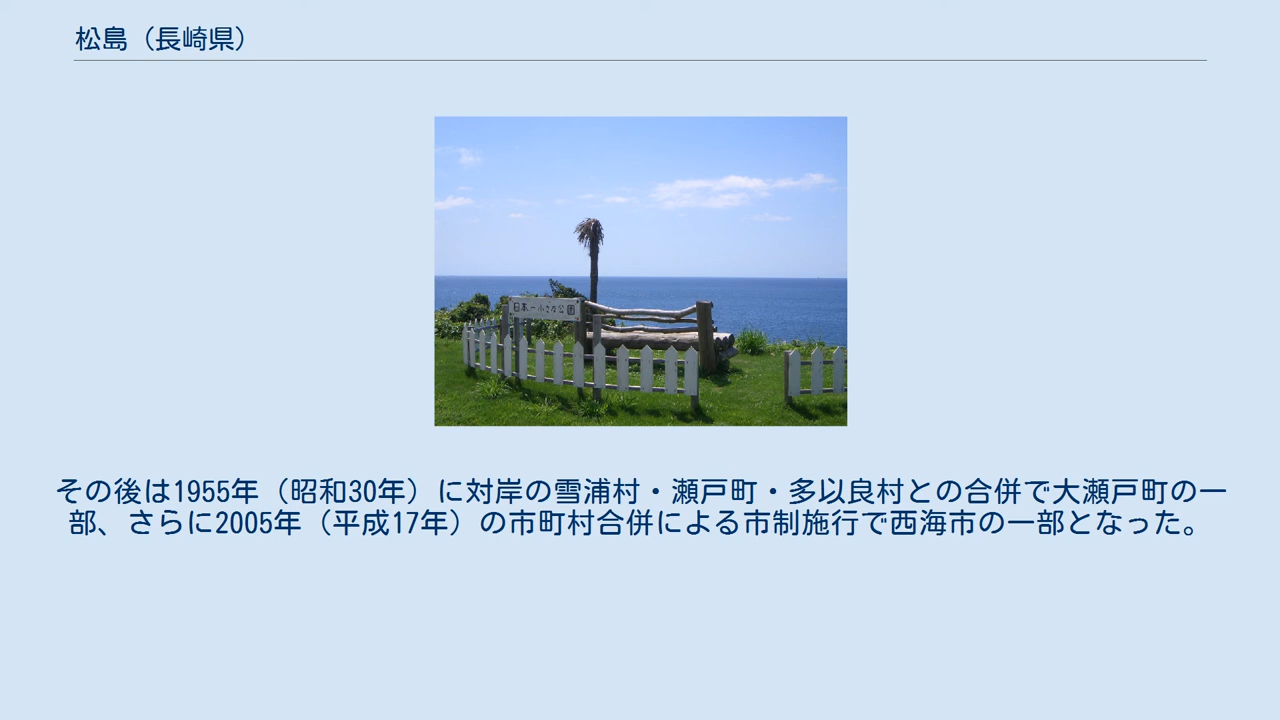 松島（長崎県）
日本一小さな公園
その後は1955年（昭和30年）に対岸の雪浦村・瀬戸町・多以良村との合併で大瀬戸町の一
部、さらに2005年（平成17年）の市町村合併による市制施行で西海市の一部となった。